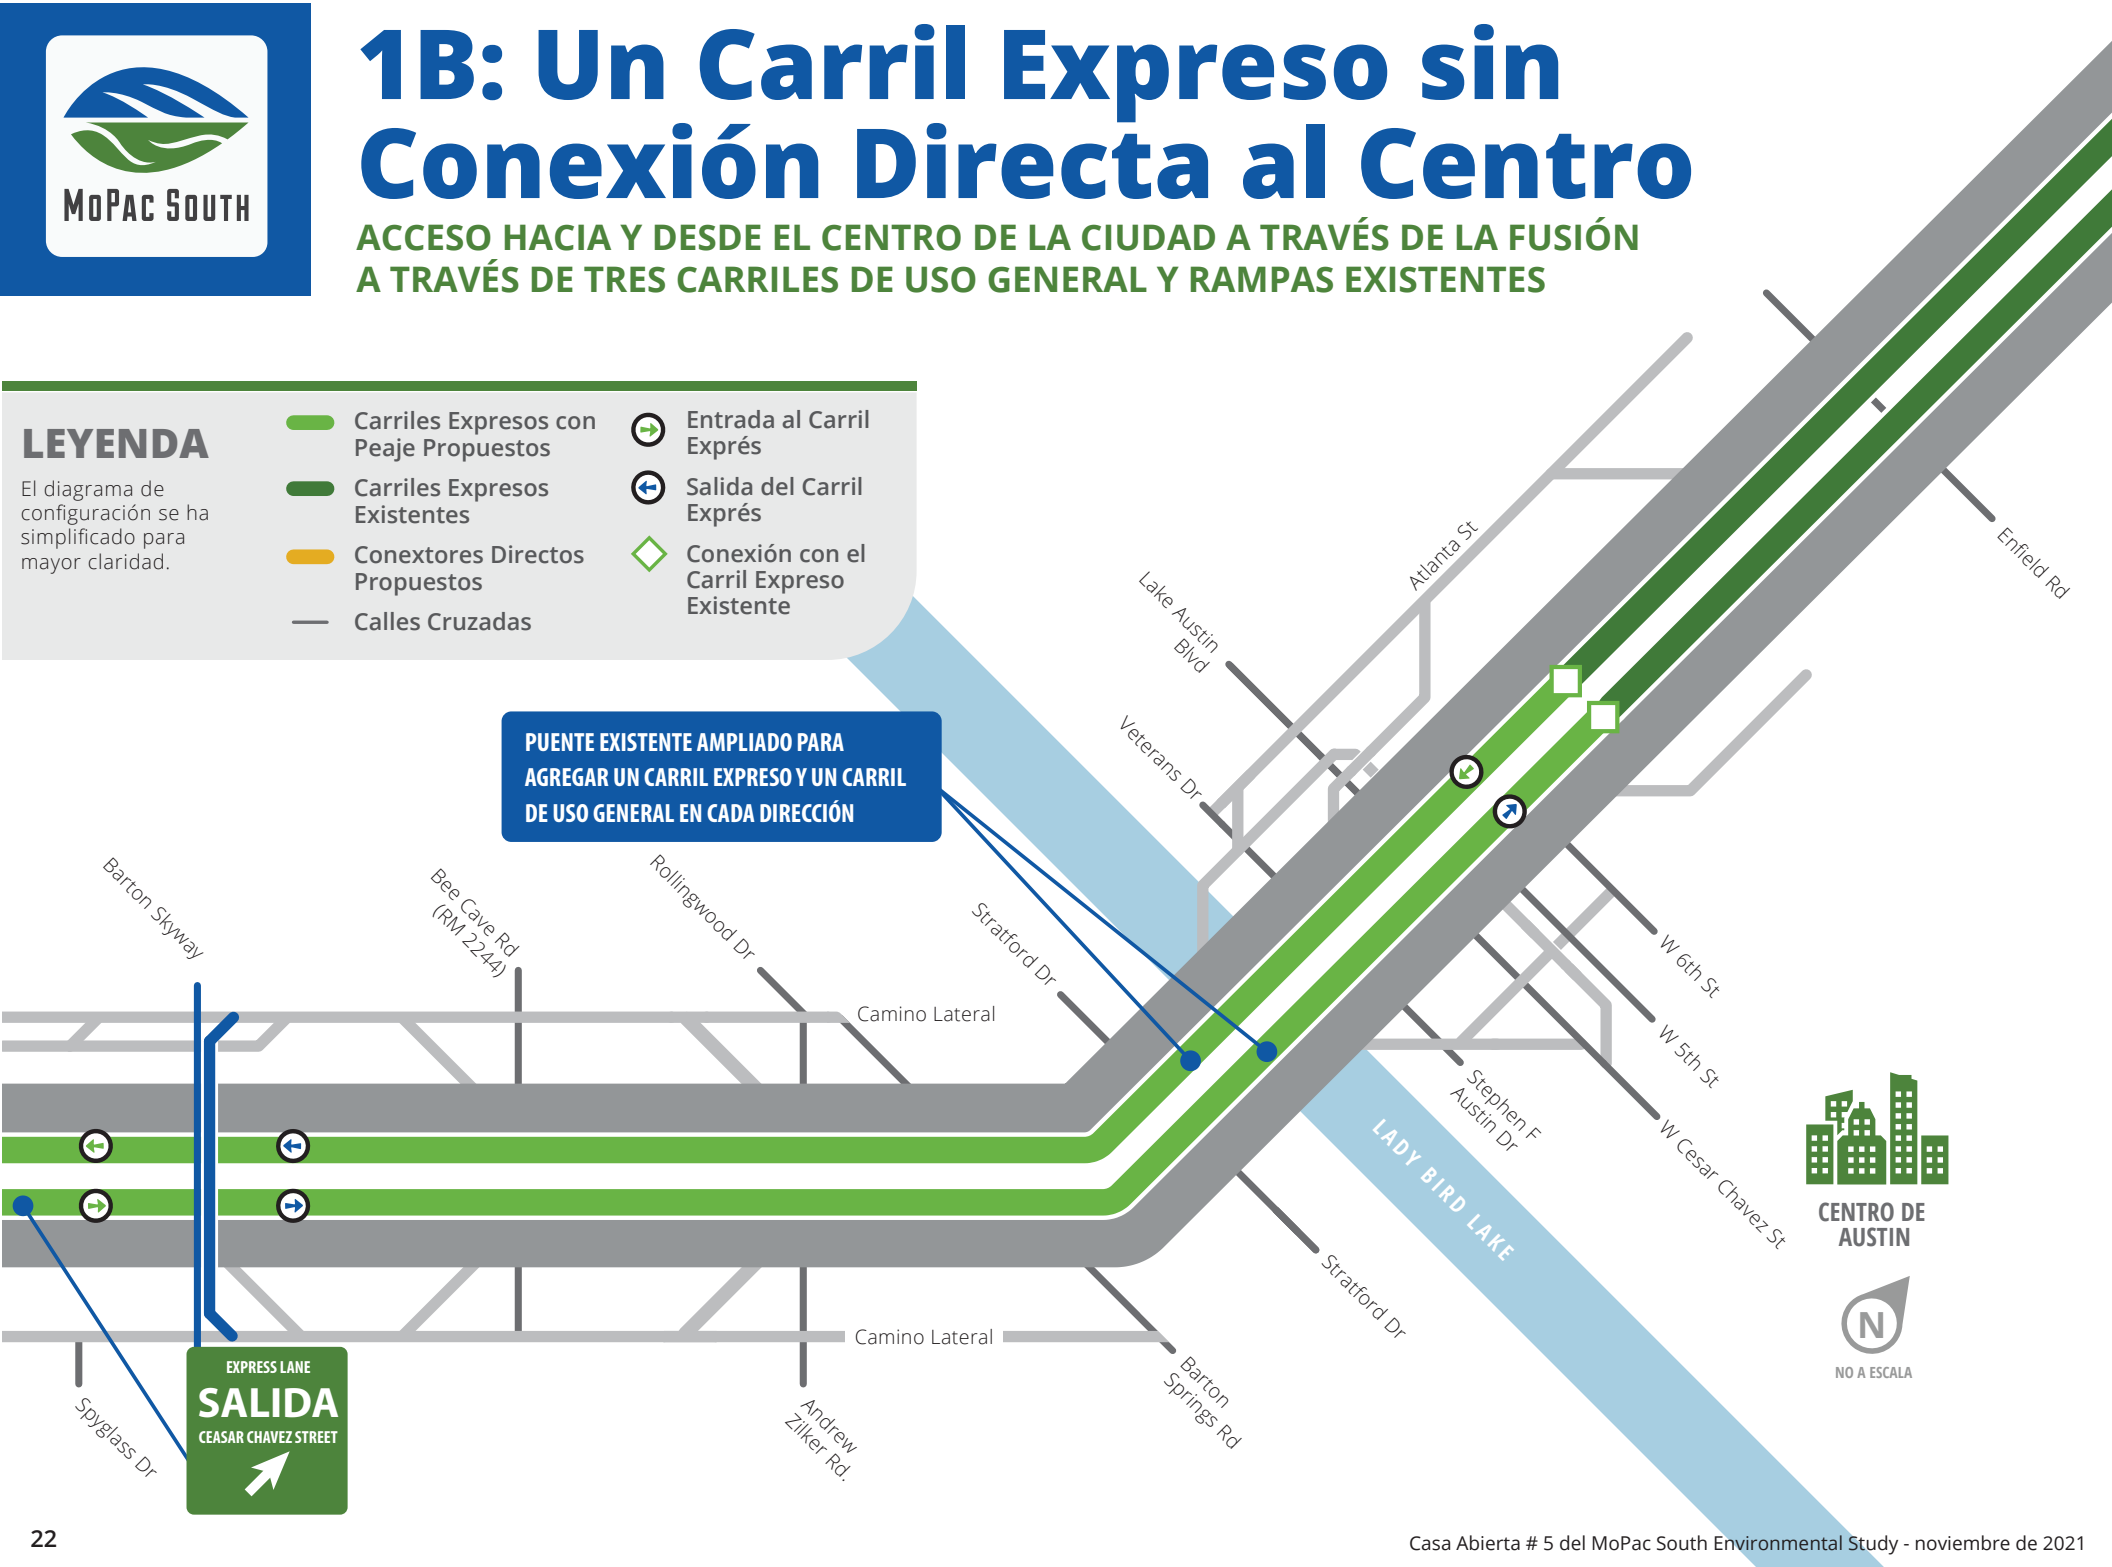 MOPAC SOUTH
1B: Un Carril Expreso sin
Conexión Directa al Centro
ACCESO HACIA Y DESDE EL CENTRO DE LA CIUDAD A TRAVÉS DE LA FUSIÓN
A TRAVÉS DE TRES CARRILES DE USO GENERAL Y RAMPAS EXISTENTES
LEYENDA
El diagrama de
configuración se ha
simplificado para
mayor claridad.
Carriles Expresos con
Peaje Propuestos
Carriles Expresos
Existentes
Conextores Directos
Propuestos
Calles Cruzadas
Entrada al Carril
Exprés
Salida del Carril
Exprés
Conexión con el
Carril Expreso
Existente
Atlanta St
Enfield Rd
Lake Austin
Blvd
Veterans Dr
PUENTE EXISTENTE AMPLIADO PARA
AGREGAR UN CARRIL EXPRESO Y UN CARRIL
DE USO GENERAL EN CADA DIRECCIÓN
Barton Skyway
Bee Cave Rd
(RM 2244)
Rollingwood Dr
Stratford Dr
Camino Lateral
W 6th St
W 5th St
Stephen F
Austin Dr
W Cesar Chavez St
LADY BIRD LAKE
CENTRO DE
AUSTIN
Stratford Dr
N
NO A ESCALA
Camino Lateral
Barton
Springs Rd
Andrew
Zilker Rd.
Spyglass Dr
EXPRESS LANE
SALIDA
CEASAR CHAVEZ STREET
22
Casa Abierta # 5 del MoPac South Environmental Study - noviembre de 2021